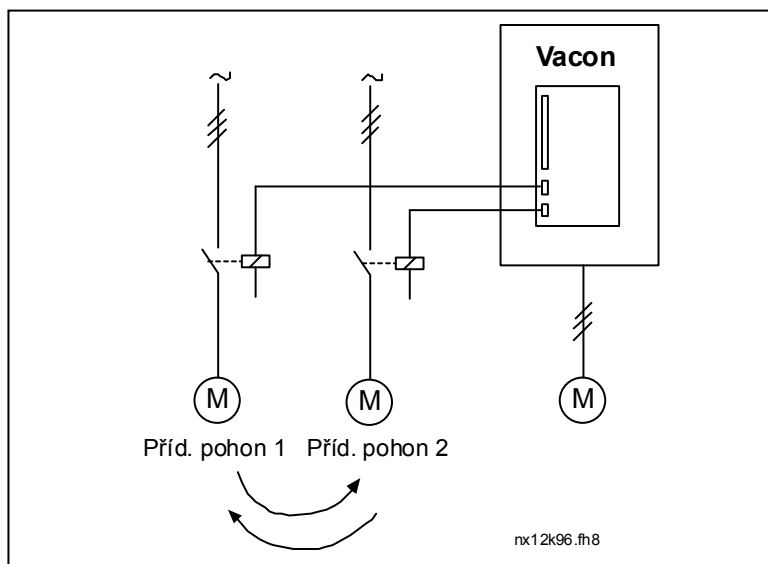 Vacon
M
M
M
Příd. pohon 1 Příd. pohon 2
nx12k96.fh8